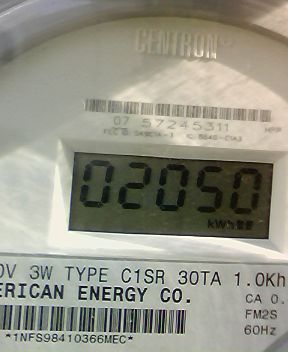 CENTRON®
07 57245311
02050
kWh
0V 3W TYPE C1SR 30TA 1.0Kh
ERICAN ENERGY CO.
CA 0.
FM2S
60Hz
*1NFS98410366MEC*